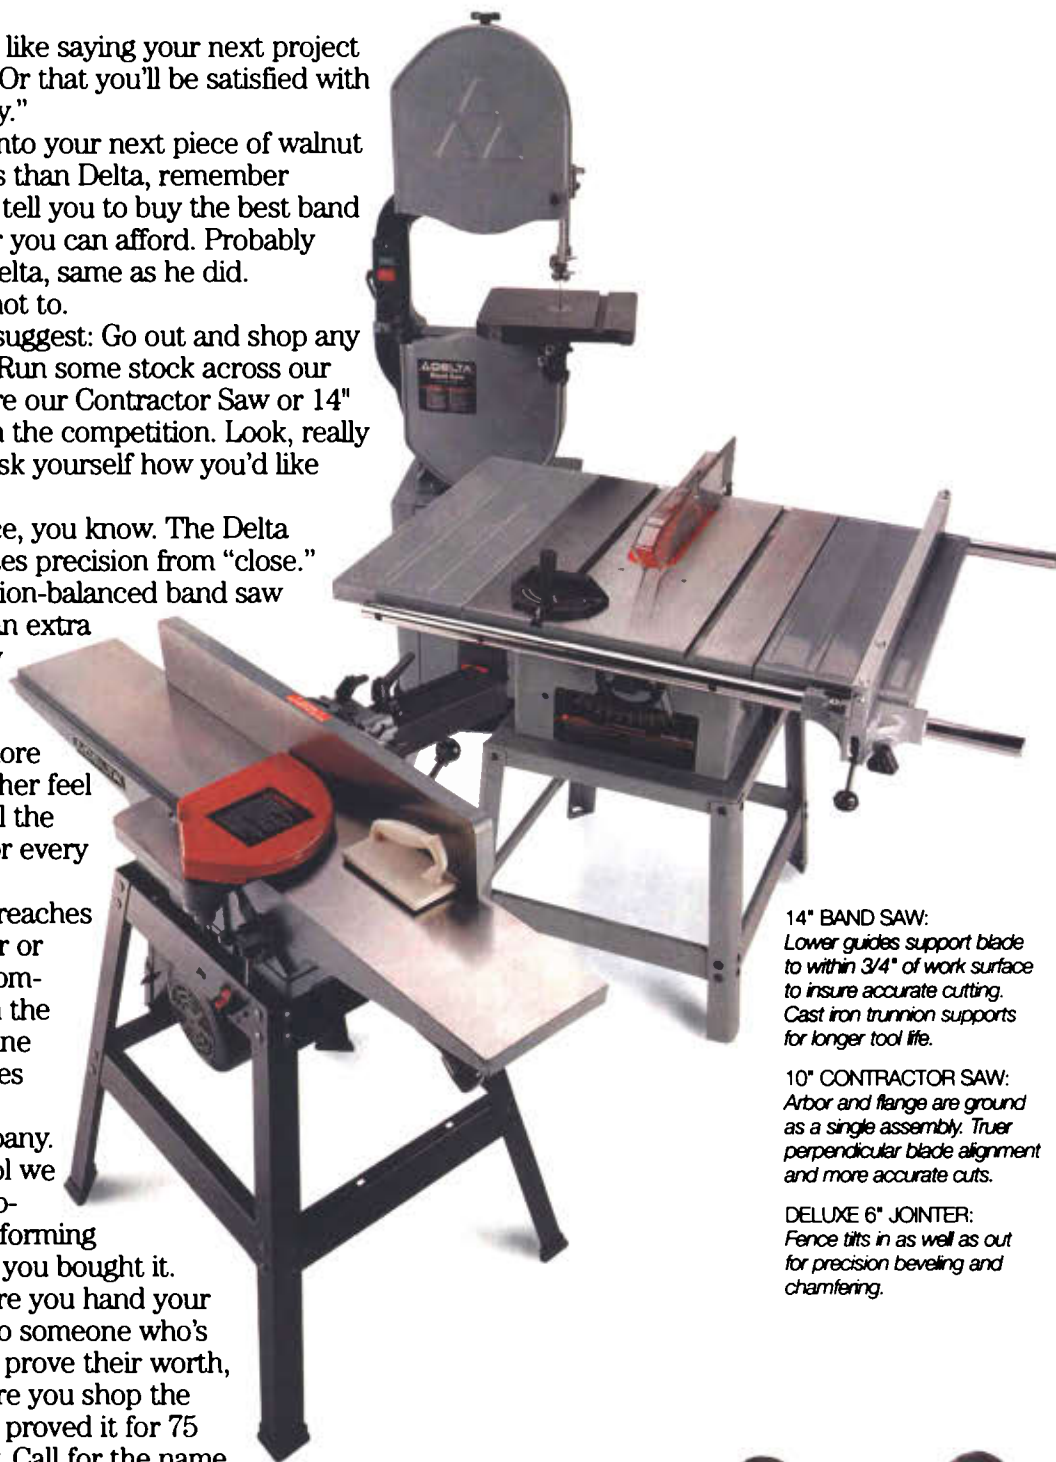 like saying your next project
Or that you'll be satisfied with
y."
nto your next piece of walnut
s than Delta, remember
tell you to buy the best band
r you can afford. Probably
elta, same as he did.
not to.
suggest: Go out and shop any
Run some stock across our
re our Contractor Saw or 14"
n the competition. Look, really
sk yourself how you'd like
ce, you know. The Delta
es precision from "close."
ion-balanced band saw
an extra
ore
ther feel
l the
or every
reaches
r or
om-
n the
ne
es
pany.
ol we
o-
forming
you bought it.
re you hand your
o someone who's
prove their worth,
re you shop the
proved it for 75
Call for the name
DELTA
14" BAND SAW:
Lower guides support blade
to within 3/4" of work surface
to insure accurate cutting.
Cast iron trunnion supports
for longer tool life.
10" CONTRACTOR SAW:
Arbor and flange are ground
as a single assembly. Truer
perpendicular blade alignment
and more accurate cuts.
DELUXE 6" JOINTER:
Fence tilts in as well as out
for precision beveling and
chamfering.